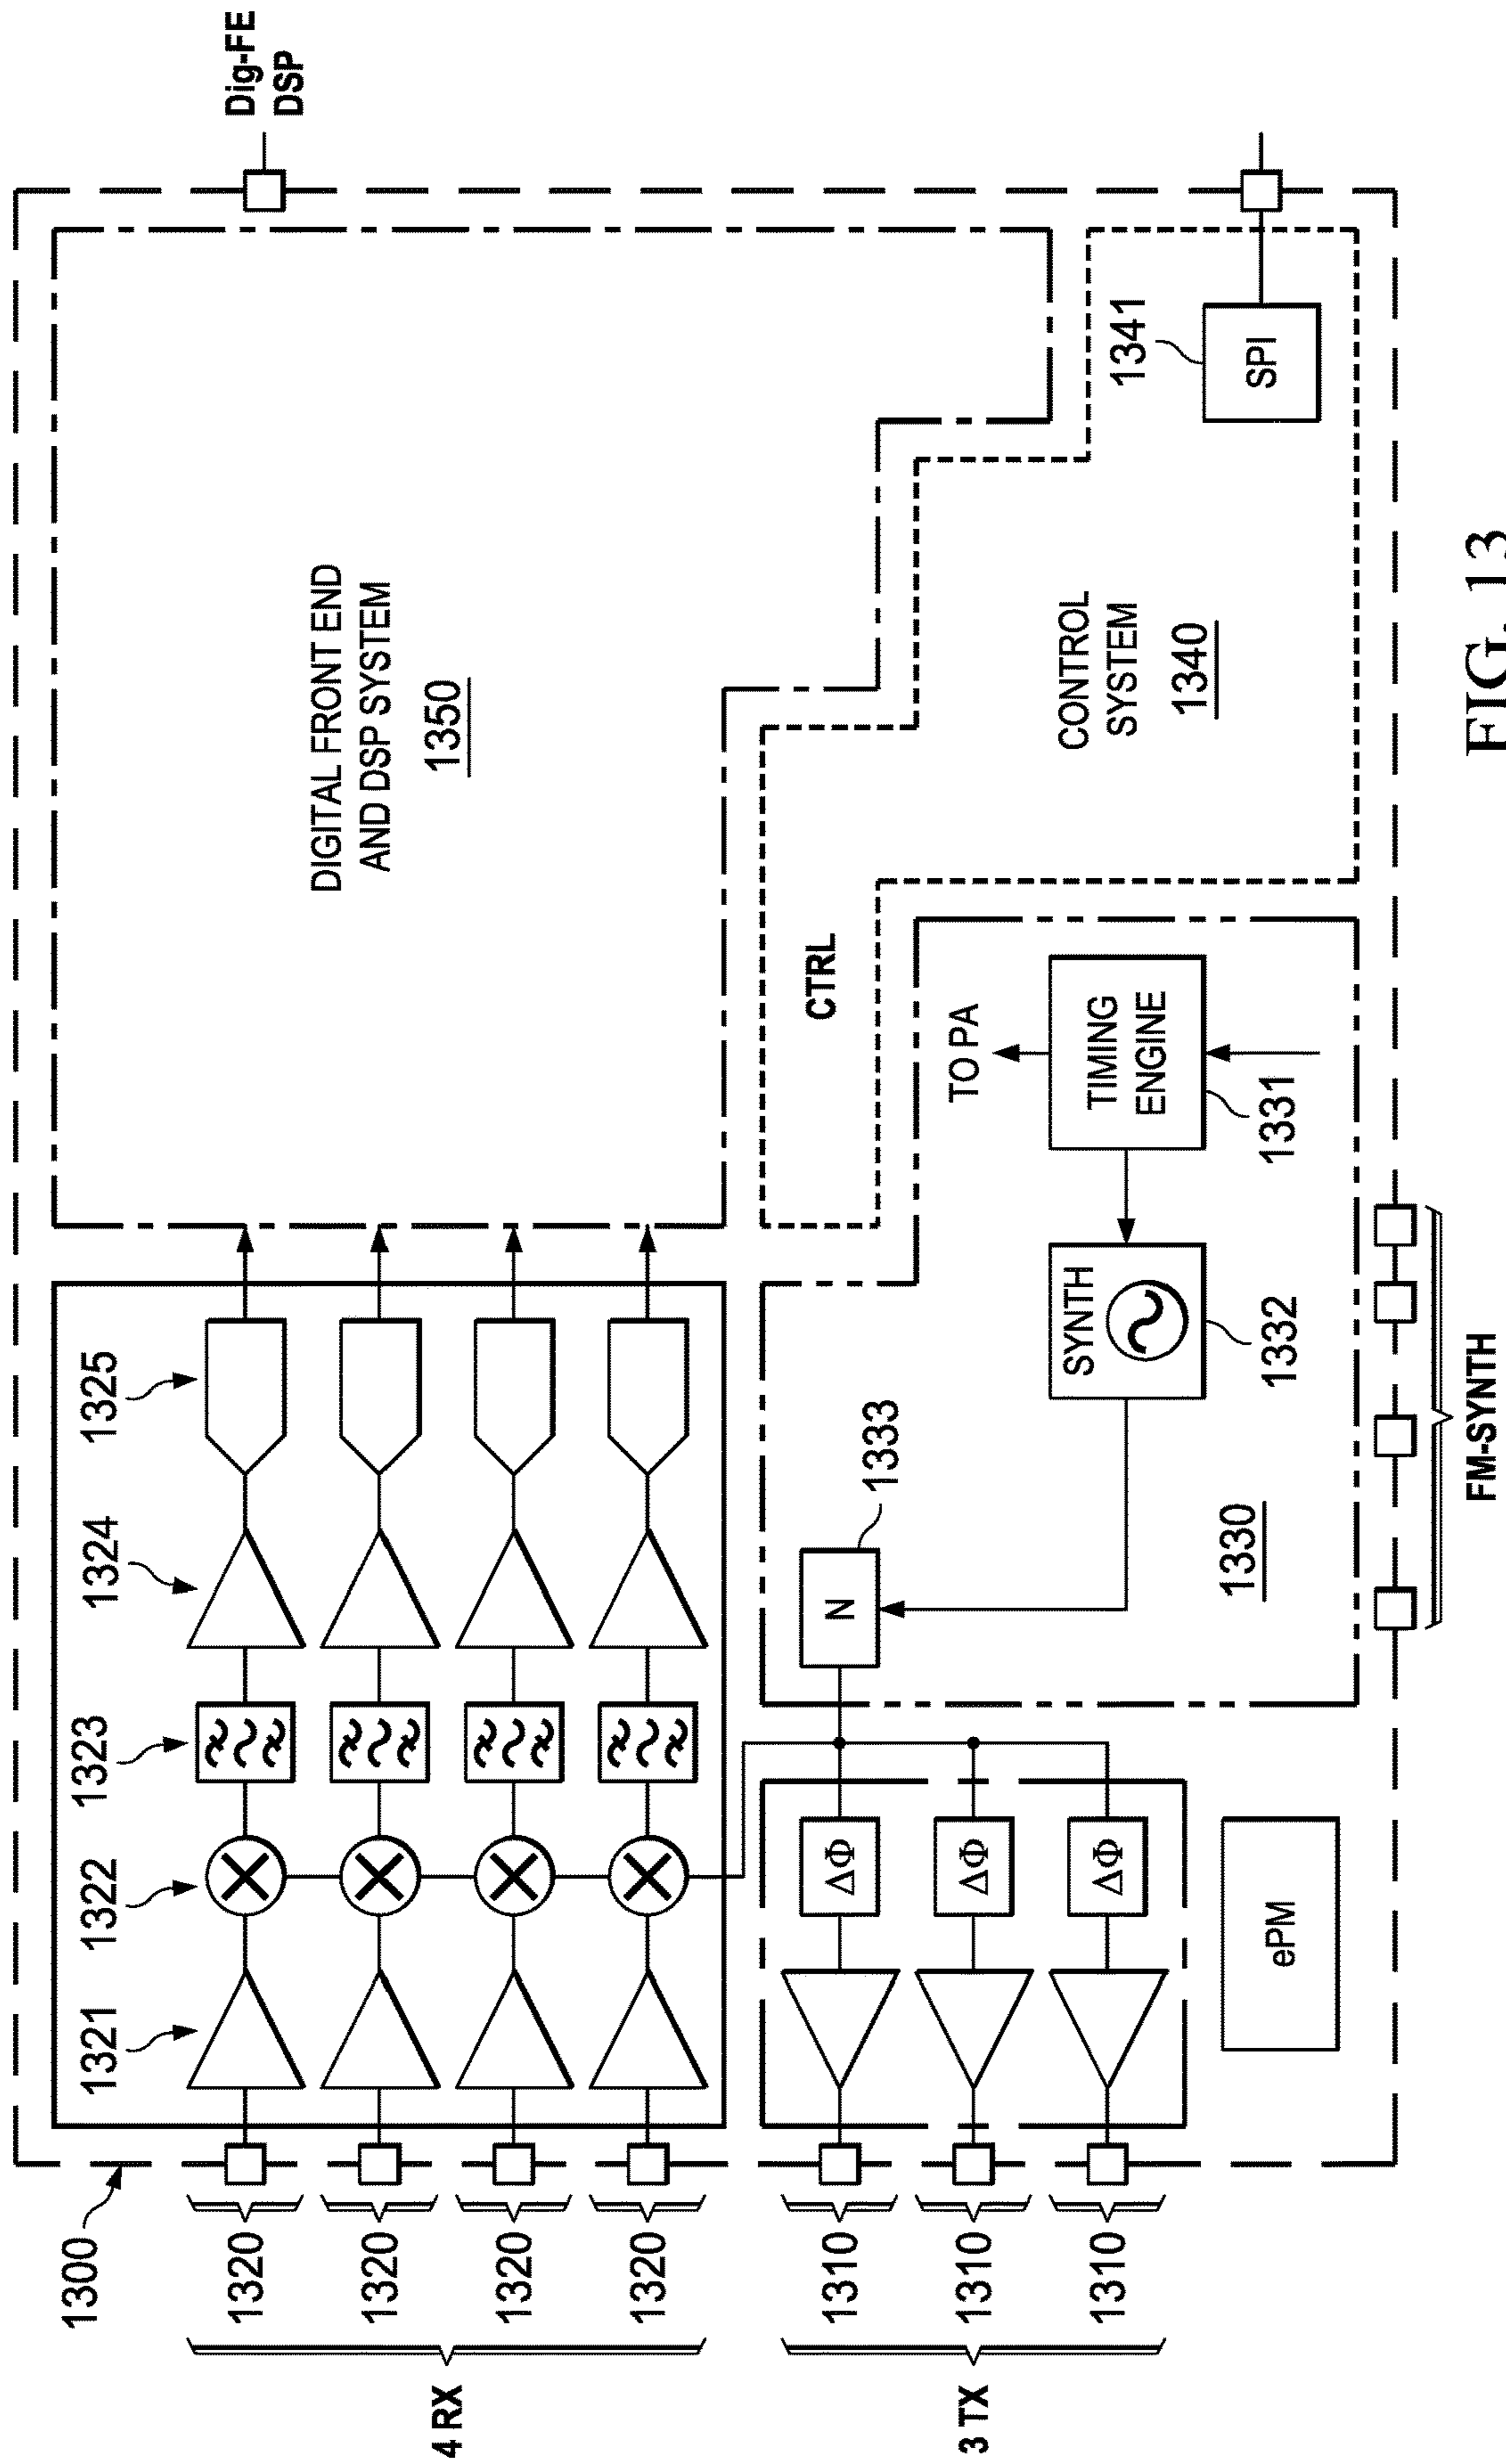 1300
4 RX
1320
1320
1320
1320
1321
1322
1323
1324
1325
DIGITAL FRONT END
AND DSP SYSTEM
1350
Dig-FE
DSP
3 TX
1310
1310
1310
ΔΦ
ΔΦ
ΔΦ
ePM
N
1333
1330
SYNTH
1332
TO PA
TIMING
ENGINE
1331
CTRL
CONTROL
SYSTEM
1340
1341
SPI
FM-SYNTH
FIG. 13